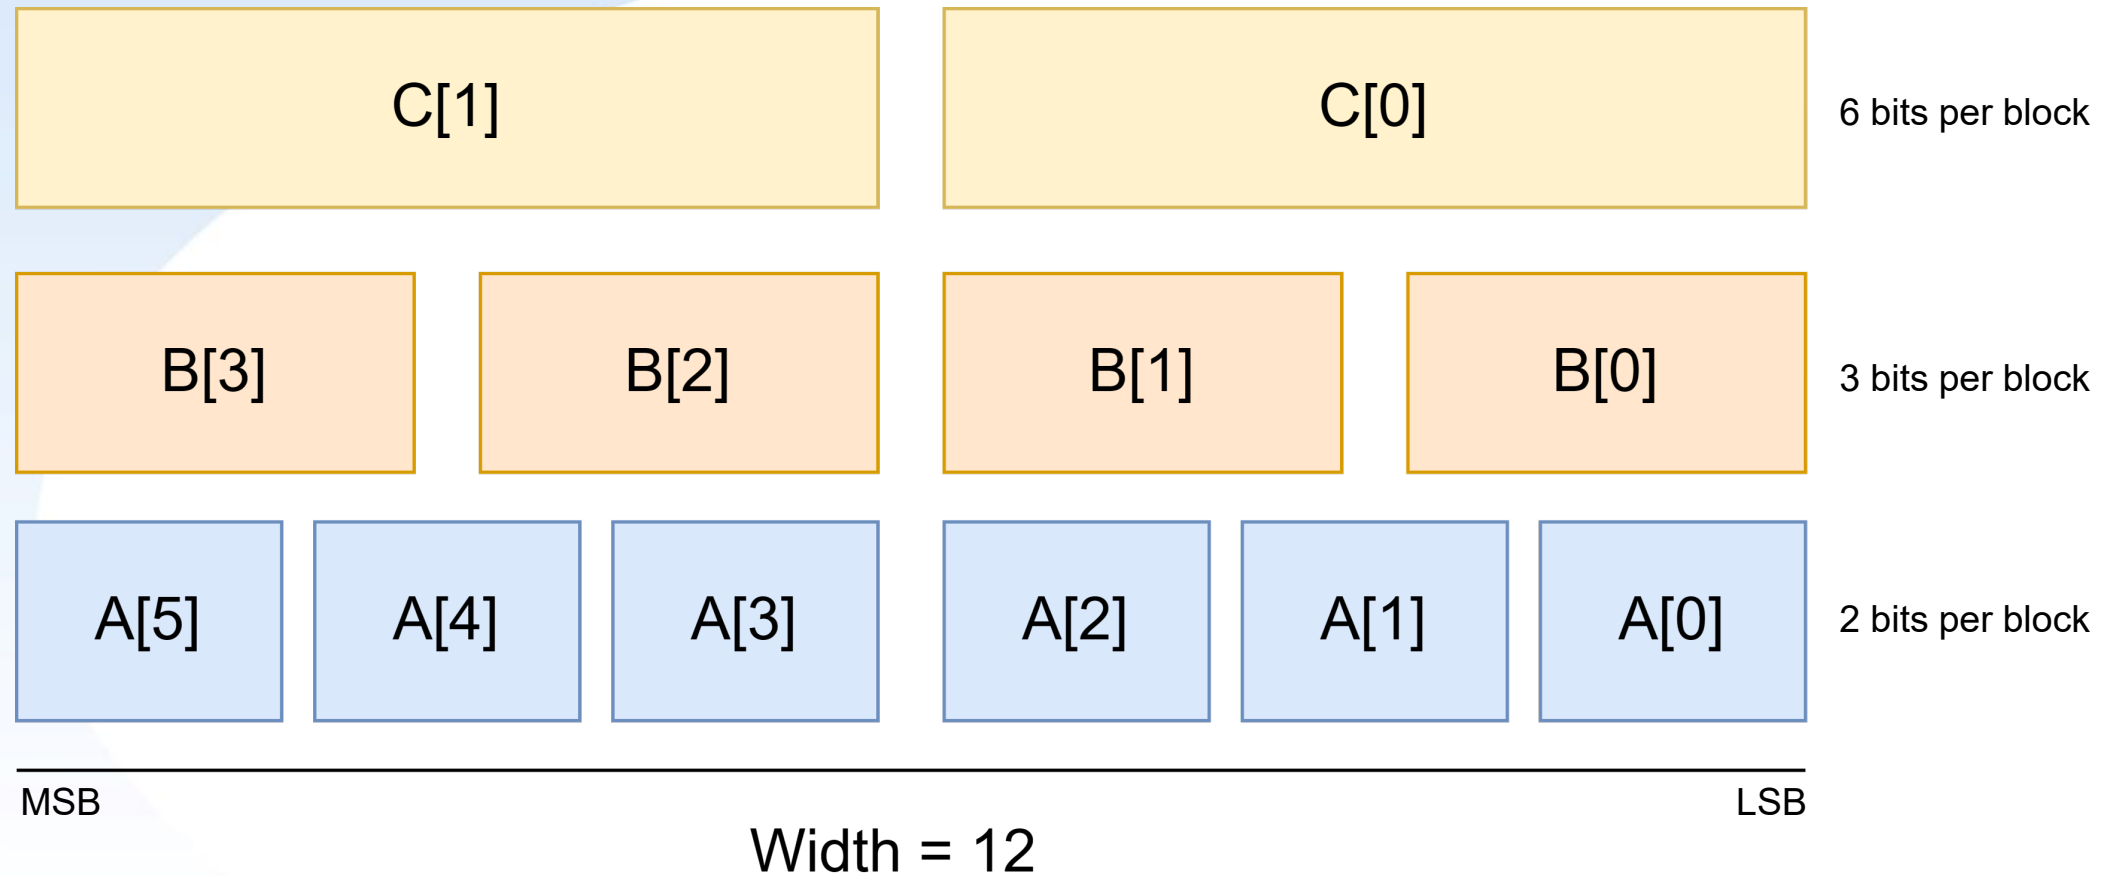 C[1] C[0] 6 bits per block
B[3] B[2] B[1] B[0] 3 bits per block
A[5] A[4] A[3] A[2] A[1] A[0] 2 bits per block
MSB LSB
Width = 12